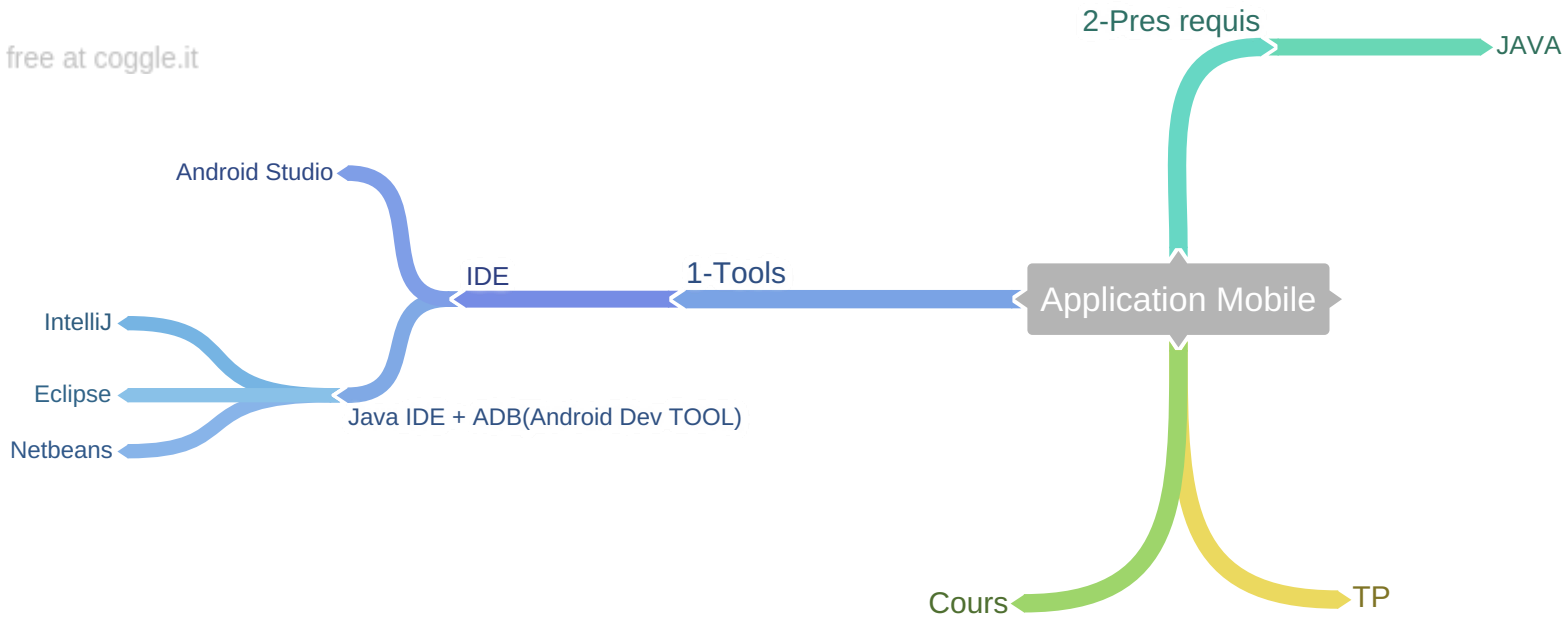 free at coggle.it
2-Pres requis
JAVA
Android Studio
IDE
1-Tools
Application Mobile
IntelliJ
Eclipse
Java IDE + ADB(Android Dev TOOL)
Netbeans
Cours
TP